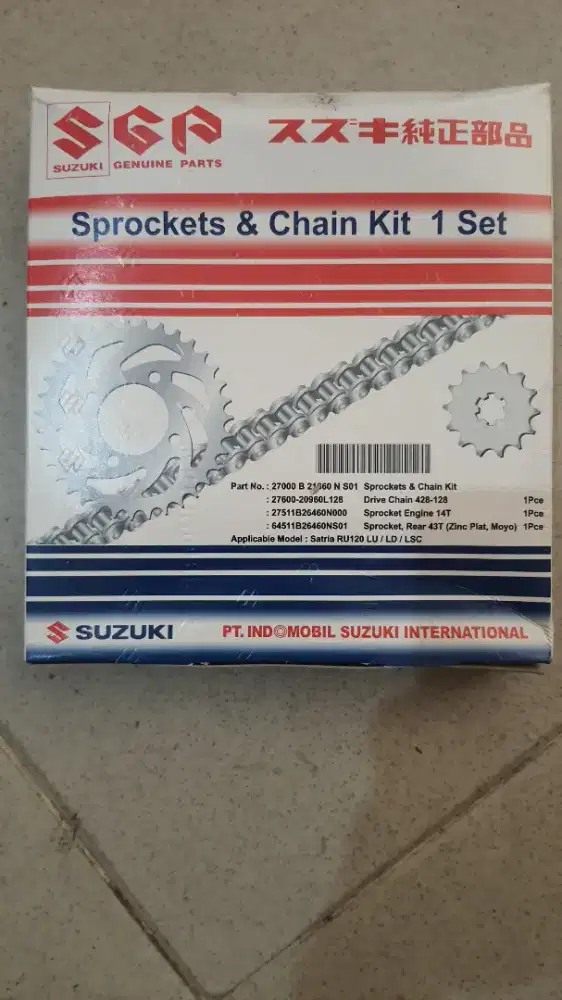 SGP
スズキ純正部品
SUZUKI GENUINE PARTS
Sprockets & Chain Kit 1 Set
Part No. : 27000 B 21060 N S01 Sprockets & Chain Kit
: 27600-20960L128 Drive Chain 428-128 1Pce
: 27511B26460N000 Sprocket Engine 14T 1Pce
: 64511B26460NS01 Sprocket, Rear 43T (Zinc Plat, Moyo) 1Pce
Applicable Model : Satria RU120 LU / LD / LSC
SUZUKI PT. INDOMOBIL SUZUKI INTERNATIONAL